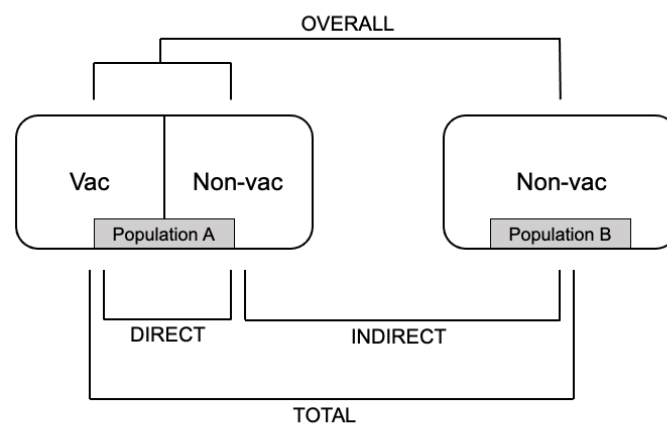 OVERALL
Vac
Non-vac
Non-vac
Population A
Population B
DIRECT
INDIRECT
TOTAL